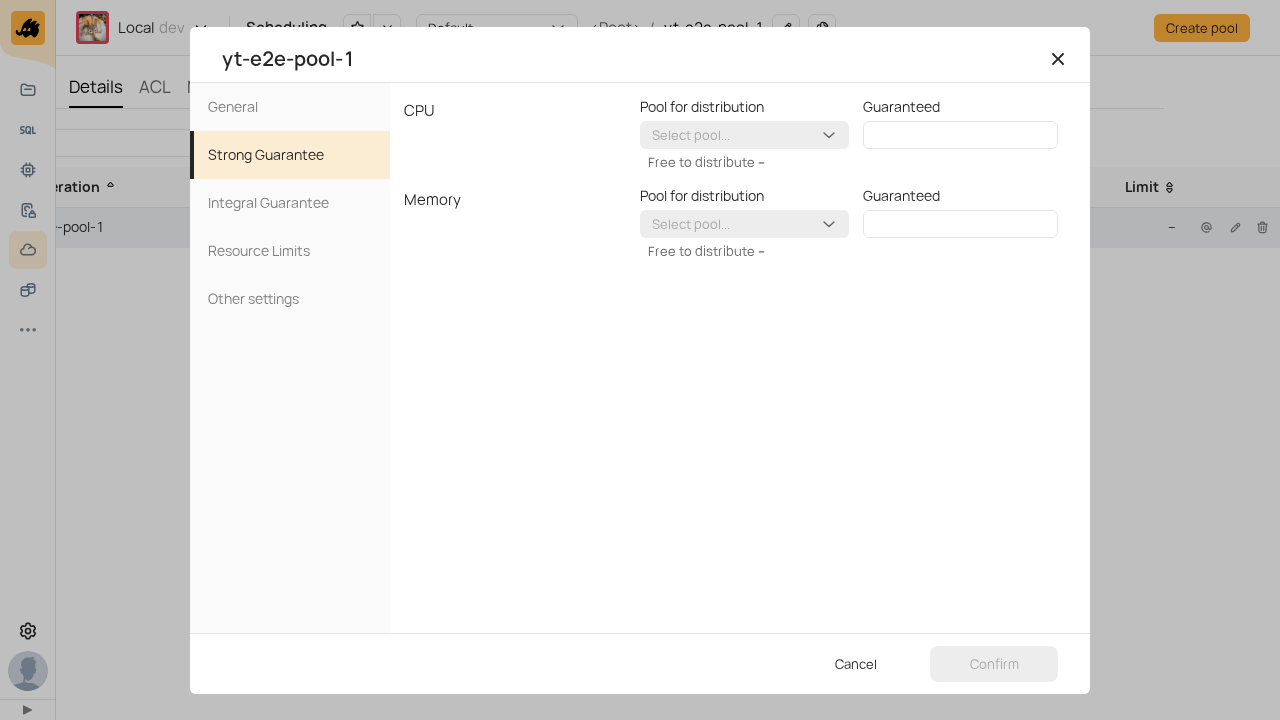 Local dev
Scheduling
Default
<Root> / yt-e2e-pool-1
Create pool
yt-e2e-pool-1
Details
ACL
General
CPU
Pool for distribution
Guaranteed
Select pool...
Strong Guarantee
Free to distribute –
eration
Limit
Memory
Pool for distribution
Guaranteed
Integral Guarantee
Select pool...
-pool-1
–
Resource Limits
Free to distribute –
Other settings
SQL
Cancel
Confirm